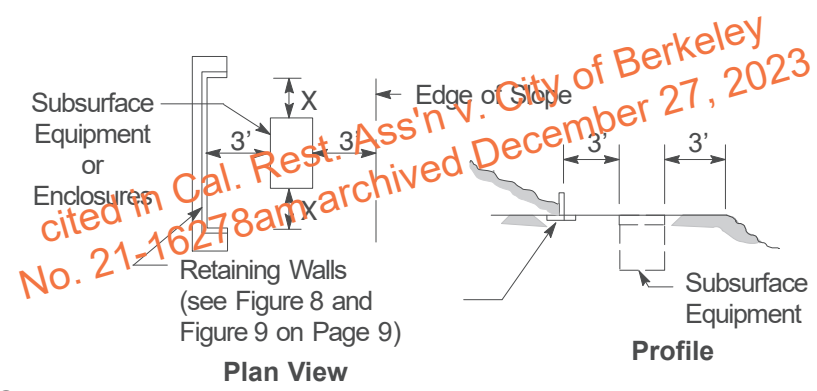 cited in Cal. Rest. Ass'n v. City of Berkeley
No. 21-16278am archived December 27, 2023
Subsurface
Equipment
or
Enclosures
3'
X
3'
X
Edge of Slope
Retaining Walls
(see Figure 8 and
Figure 9 on Page 9)
Plan View
3'
3'
Subsurface
Equipment
Profile